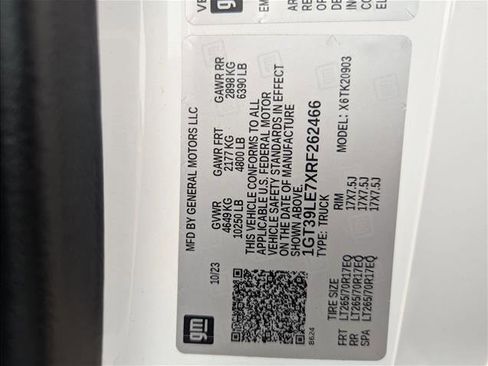 MFD BY GENERAL MOTORS LLC
10/23
GVWR GAWR FRT GAWR RR
4649 KG 2177 KG 2898 KG
10250 LB 4800 LB 6390 LB
THIS VEHICLE CONFORMS TO ALL
APPLICABLE U.S. FEDERAL MOTOR
VEHICLE SAFETY STANDARDS IN EFFECT
ON THE DATE OF MANUFACTURE
SHOWN ABOVE.
1GT39LE7XRF262466
TYPE: TRUCK MODEL: X6TK20903
8624
TIRE SIZE RIM
FRT LT265/70R17EQ 17X7.5J
RR LT265/70R17EQ 17X7.5J
SPA LT265/70R17EQ 17X7.5J
gm
gm